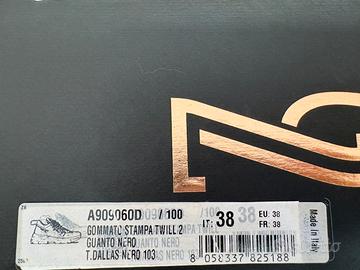 A909060D /100
GOMMATO STAMPA TWILL 2
GUANTO NERO
T.DALLAS NERO 103
IT: 38
EU: 38
FR: 38
8 058337 825188
Made in Italy